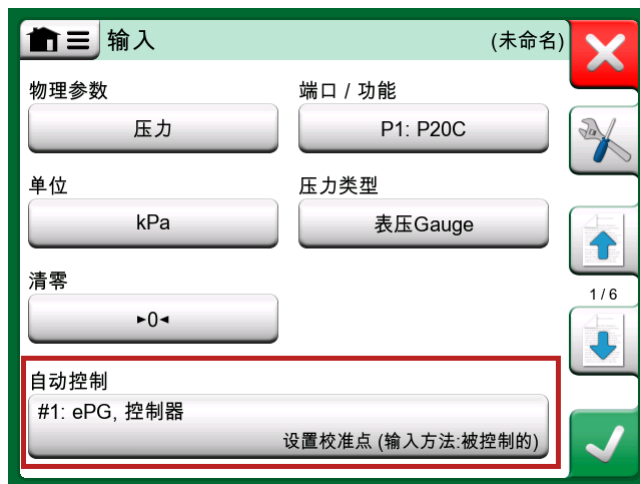 输入 (未命名)
物理参数 端口 / 功能
压力 P1: P20C
单位 压力类型
kPa 表压Gauge
清零
1 / 6
►0◄
自动控制
#1: ePG, 控制器
设置校准点 (输入方法:被控制的)